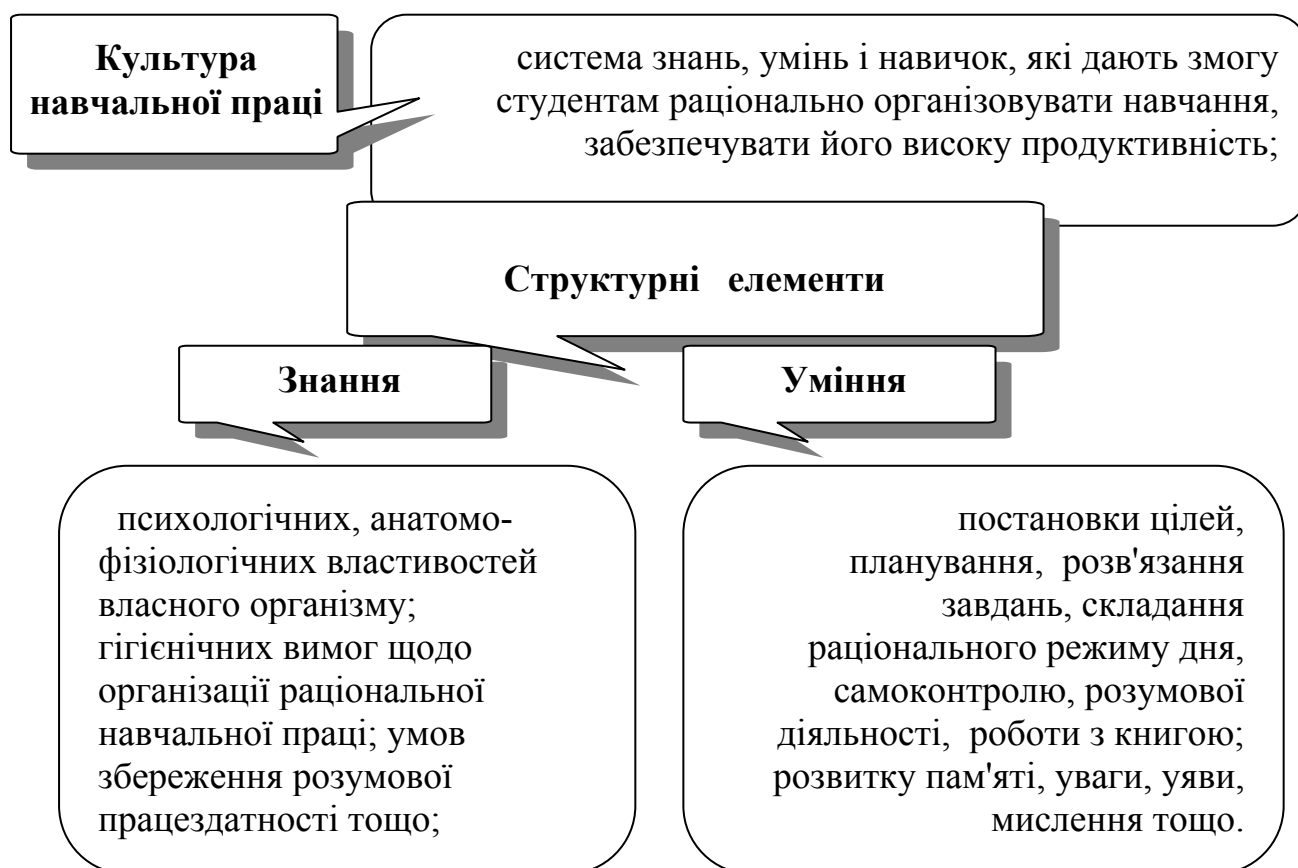 Культура
навчальної праці
система знань, умінь і навичок, які дають змогу
студентам раціонально організовувати навчання,
забезпечувати його високу продуктивність;
Структурні елементи
Знання
психологічних, анатомо-
фізіологічних властивостей
власного організму;
гігієнічних вимог щодо
організації раціональної
навчальної праці; умов
збереження розумової
працездатності тощо;
Уміння
постановки цілей,
планування, розв'язання
завдань, складання
раціонального режиму дня,
самоконтролю, розумової
діяльності, роботи з книгою;
розвитку пам'яті, уваги, уяви,
мислення тощо.